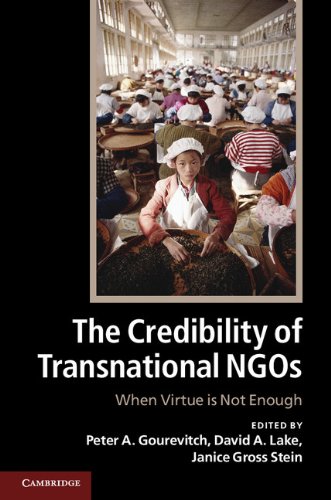 The Credibility of
Transnational NGOs
When Virtue is Not Enough
EDITED BY
Peter A. Gourevitch, David A. Lake,
Janice Gross Stein
CAMBRIDGE